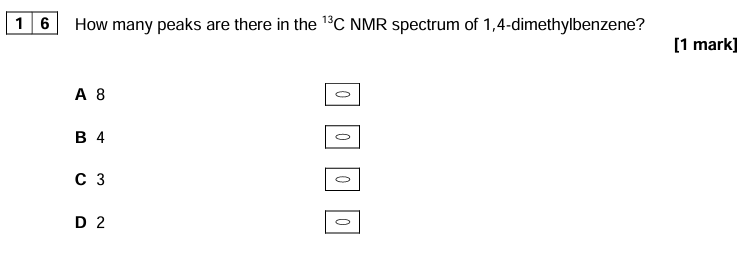 1 6 How many peaks are there in the ¹³C NMR spectrum of 1,4-dimethylbenzene?
[1 mark]
A 8
B 4
C 3
D 2